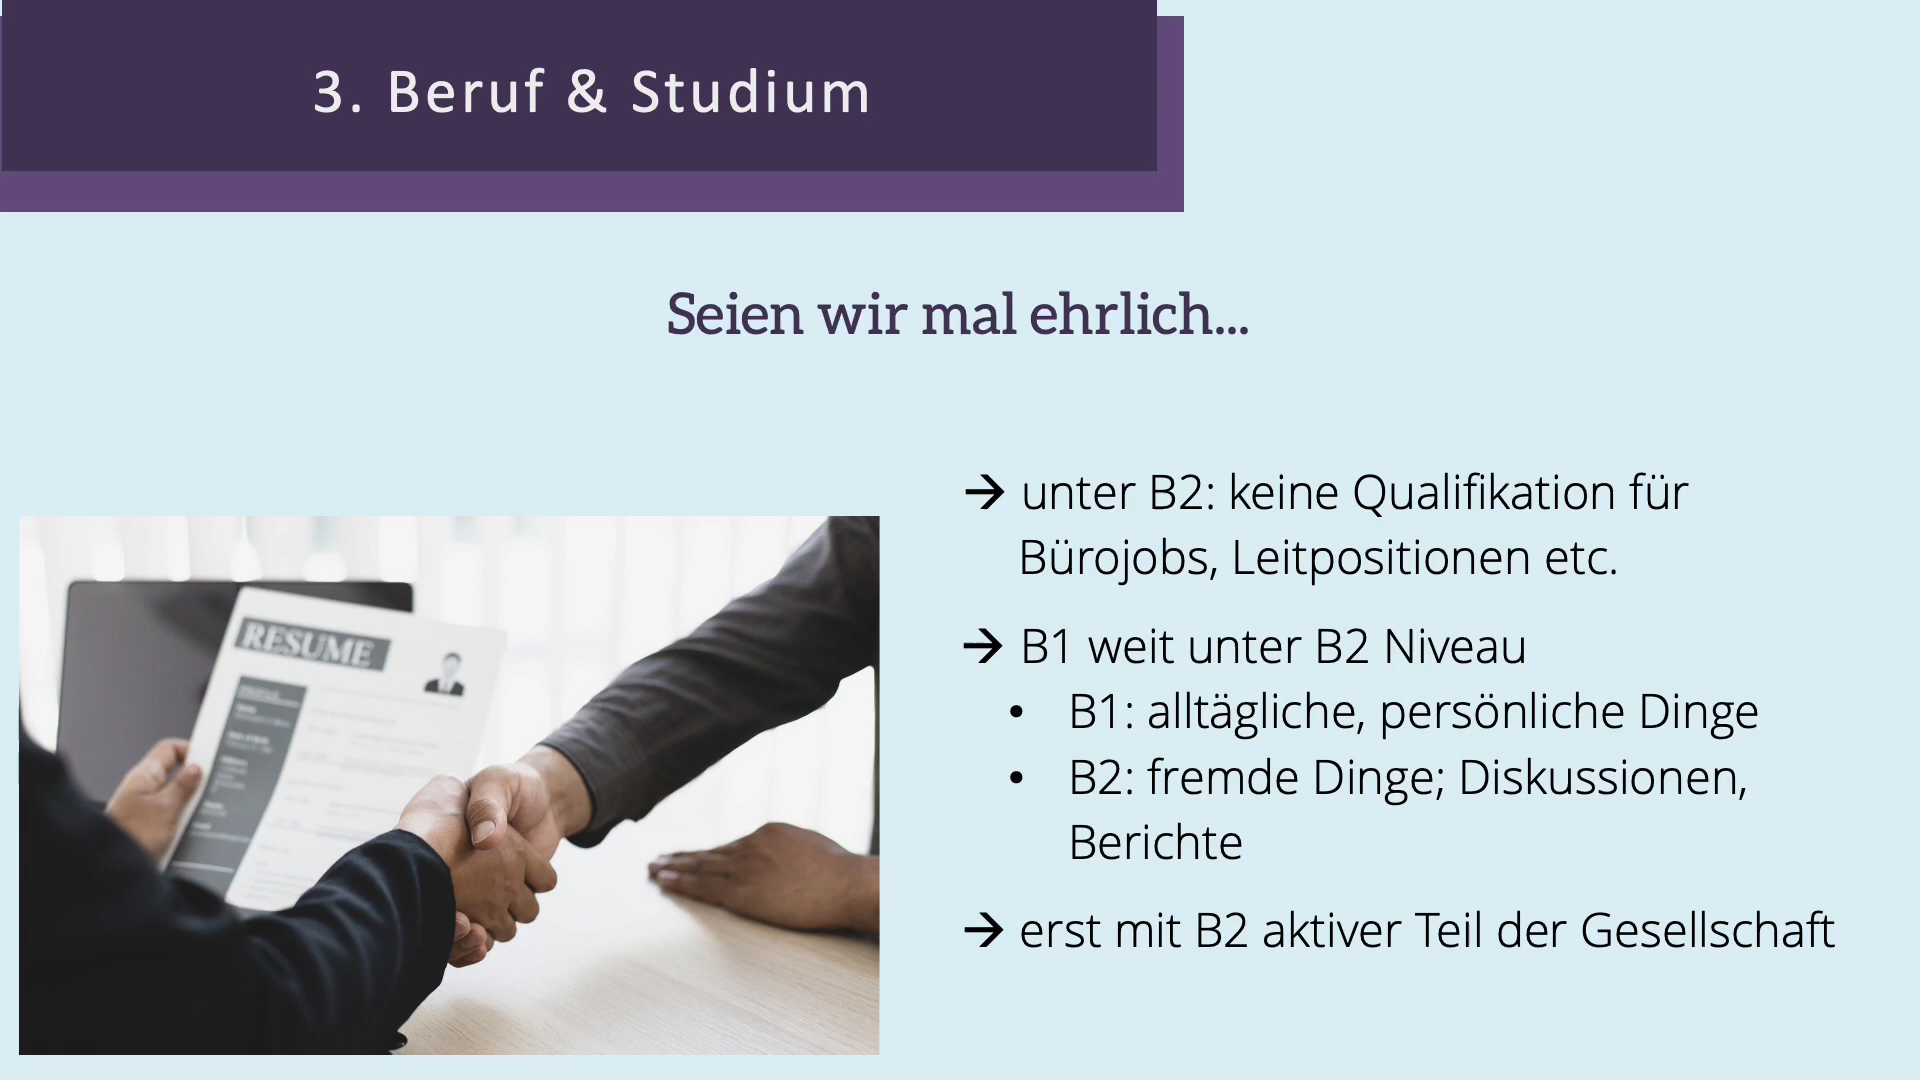 3. Beruf & Studium
Seien wir mal ehrlich...
→ unter B2: keine Qualifikation für
Bürojobs, Leitpositionen etc.
→ B1 weit unter B2 Niveau
• B1: alltägliche, persönliche Dinge
• B2: fremde Dinge; Diskussionen,
Berichte
→ erst mit B2 aktiver Teil der Gesellschaft
RESUME